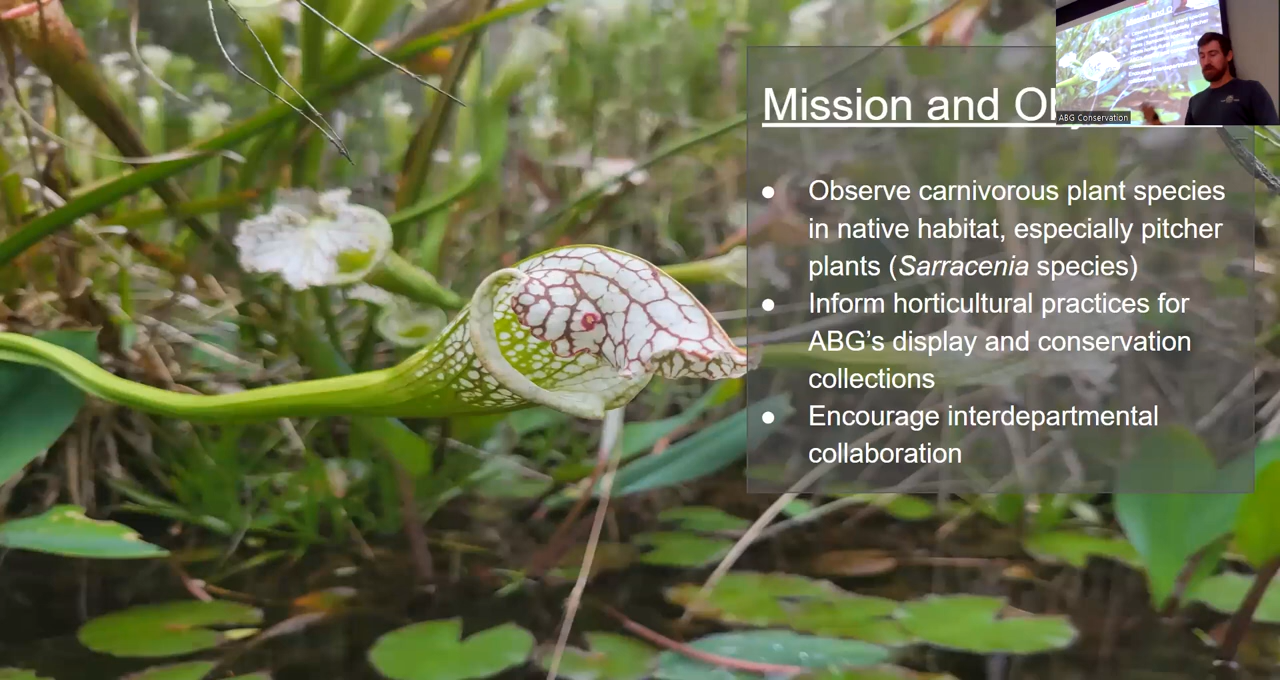 Mission and
Observe carnivorous plant species
in native habitat, especially pitcher
plants (Sarracenia species)
Inform horticultural practices for
ABG’s display and conservation
collections
Encourage interdepartmental
collaboration
ABG Conservation